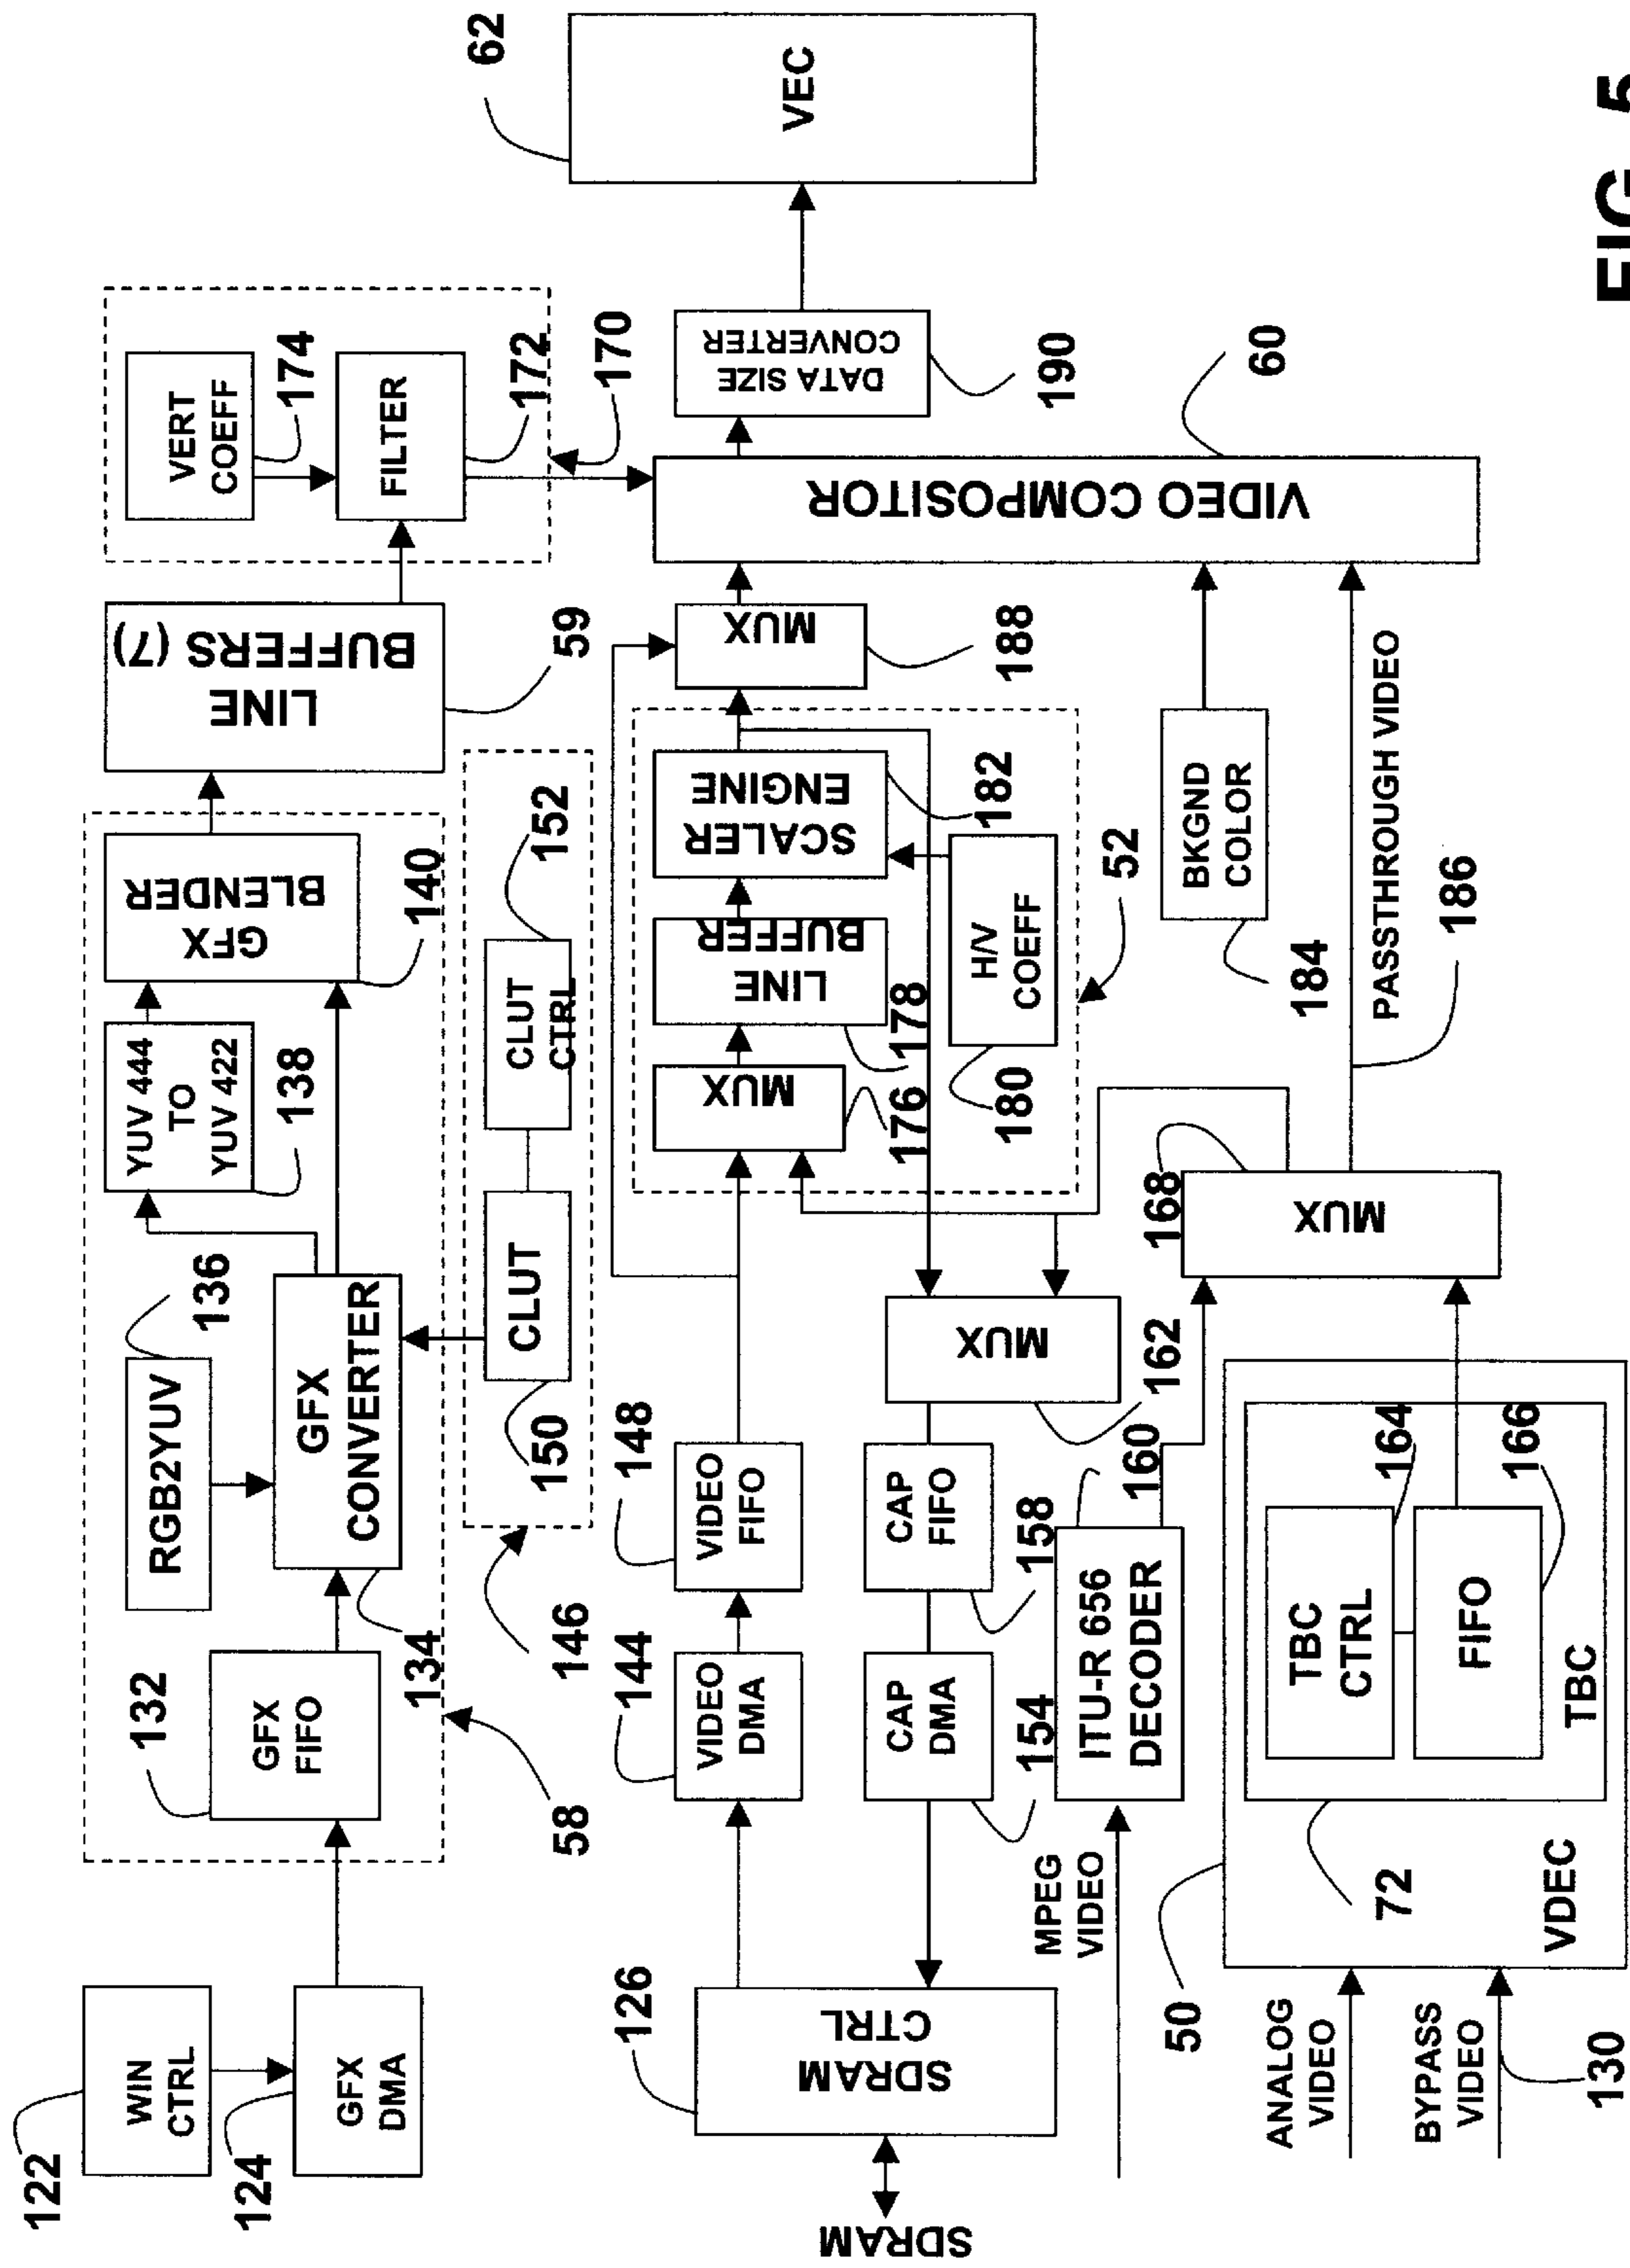 122
WIN
CTRL
124
GFX
DMA
132
GFX
FIFO
134
58
RGB2YUV
136
GFX
CONVERTER
YUV 444
TO
YUV 422
138
GFX
BLENDER
140
146
CLUT
150
CLUT
CTRL
152
LINE
BUFFERS (7)
59
VERT
COEFF
174
FILTER
172
170
SDRAM
SDRAM
CTRL
126
VIDEO
DMA
144
VIDEO
FIFO
148
CAP
DMA
154
CAP
FIFO
158
MUX
162
MUX
176
LINE
BUFFER
178
SCALER
ENGINE
182
H/V
COEFF
180
52
MUX
188
VIDEO COMPOSITOR
60
DATA SIZE
CONVERTER
190
VEC
62
MPEG
VIDEO
ITU-R 656
DECODER
160
MUX
168
BKGND
COLOR
184
PASSTHROUGH VIDEO
186
ANALOG
VIDEO
BYPASS
VIDEO
130
50
VDEC
72
TBC
TBC
CTRL
164
FIFO
166
FIG. 5